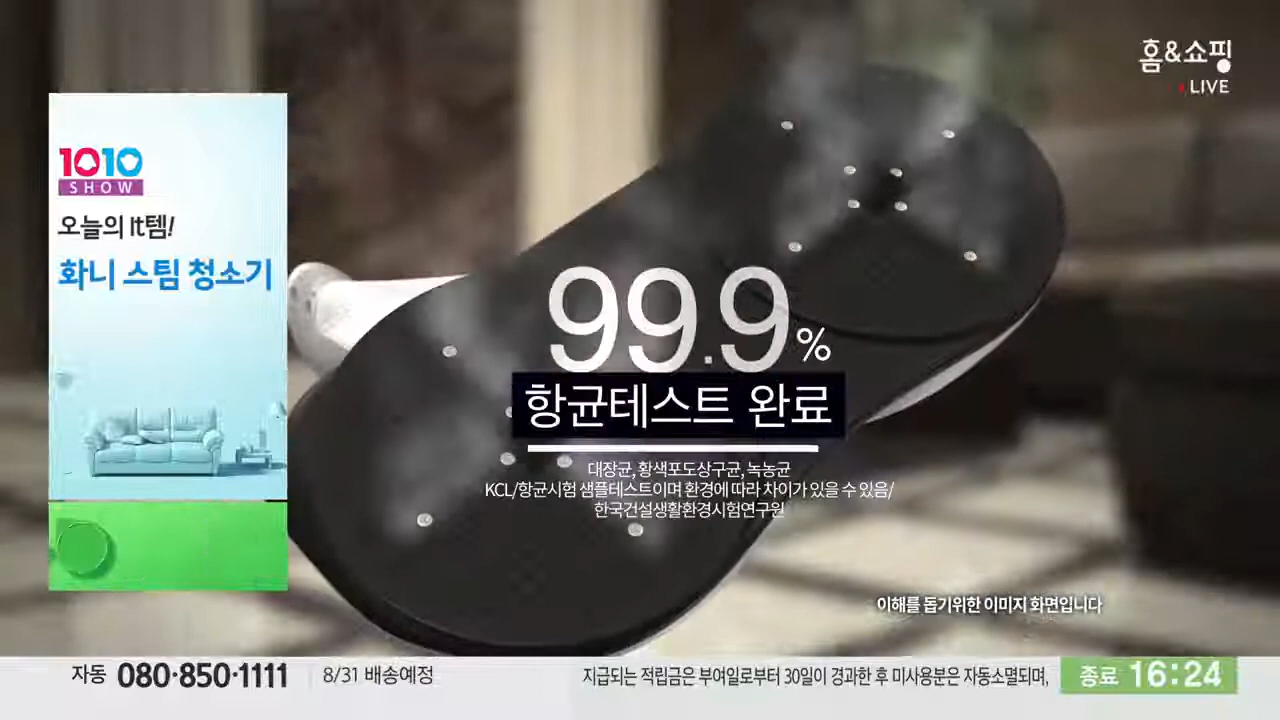 홈&쇼핑
LIVE
1010
SHOW
오늘의 It템!
화니 스팀 청소기
99.9%
항균테스트 완료
대장균, 황색포도상구균, 녹농균
KCL/항균시험 샘플테스트이며 환경에 따라 차이가 있을 수 있음/
한국건설생활환경시험연구원
이해를 돕기위한 이미지 화면입니다
자동 080·850·1111 8/31 배송예정 지급되는 적립금은 부여일로부터 30일이 경과한 후 미사용분은 자동소멸되며, 종료 16:24